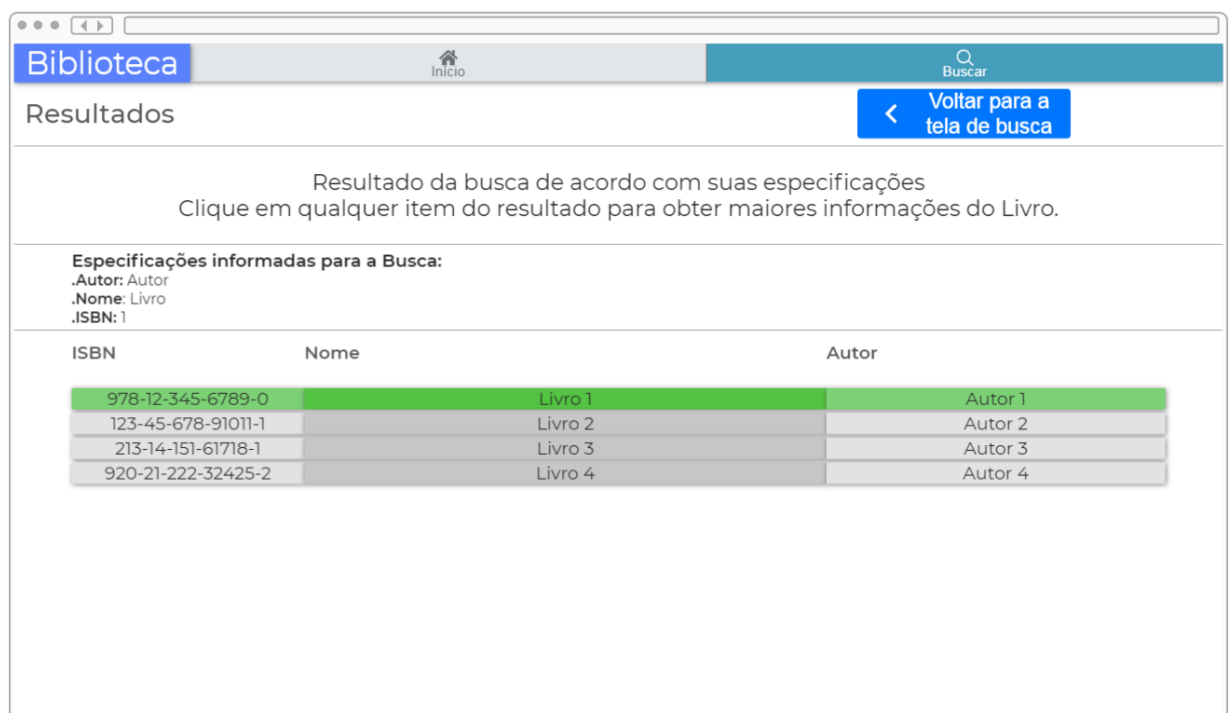 Biblioteca
Início
Buscar
Resultados
Voltar para a
tela de busca
Resultado da busca de acordo com suas especificações
Clique em qualquer item do resultado para obter maiores informações do Livro.
Especificações informadas para a Busca:
.Autor: Autor
.Nome: Livro
.ISBN: 1
ISBN Nome Autor
978-12-345-6789-0 Livro 1 Autor 1
123-45-678-91011-1 Livro 2 Autor 2
213-14-151-61718-1 Livro 3 Autor 3
920-21-222-32425-2 Livro 4 Autor 4